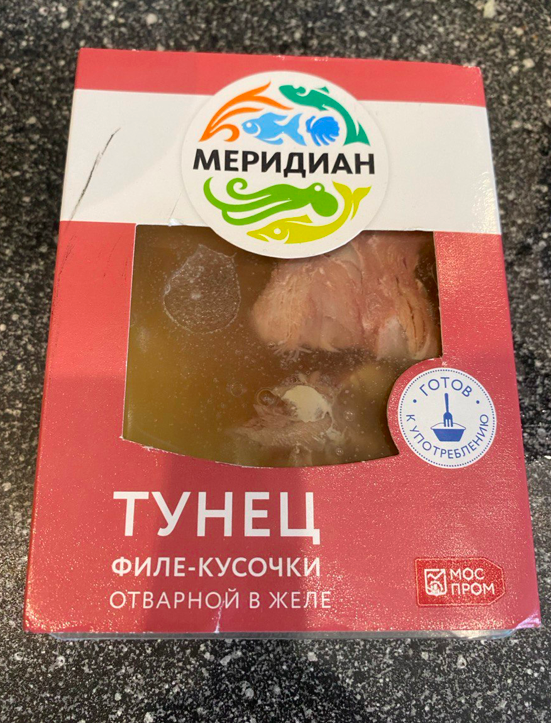 МЕРИДИАН
ГОТОВ
К УПОТРЕБЛЕНИЮ
ТУНЕЦ
ФИЛЕ-КУСОЧКИ
ОТВАРНОЙ В ЖЕЛЕ
МОС
ПРОМ